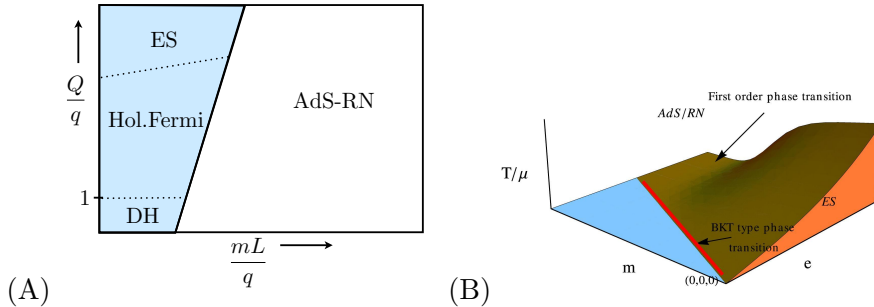 ES
Q/q
AdS-RN
Hol.Fermi
1
DH
mL/q
(A)
First order phase transition
AdS/RN
T/μ
ES
BKT type phase
transition
m
(0,0,0)
e
(B)